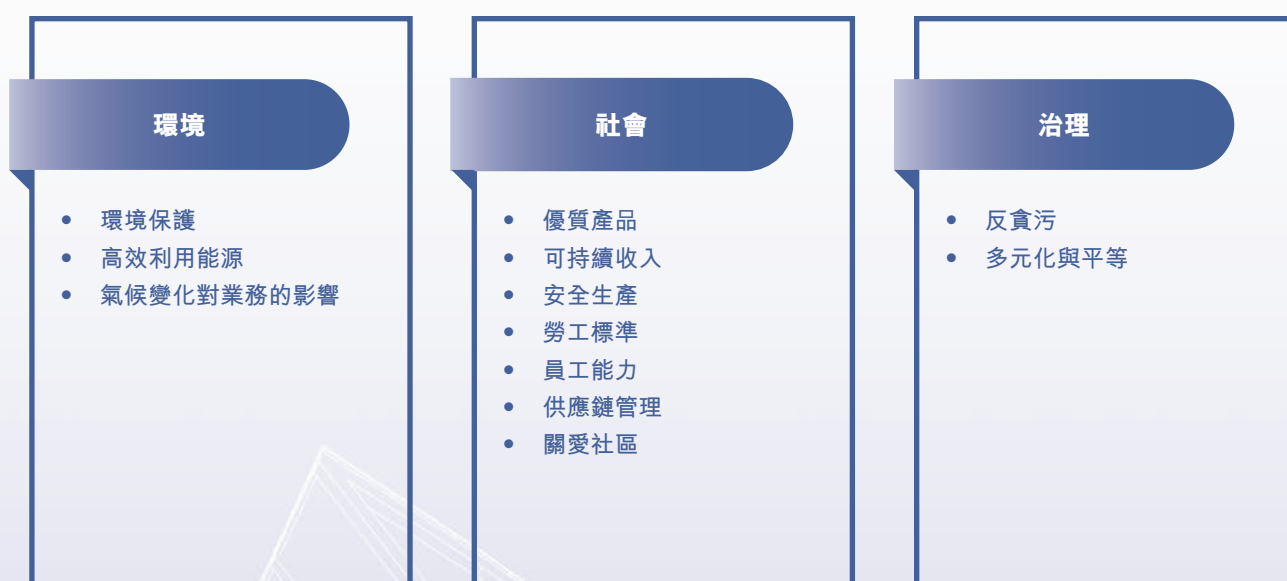 環境
• 環境保護
• 高效利用能源
• 氣候變化對業務的影響
社會
• 優質產品
• 可持續收入
• 安全生產
• 勞工標準
• 員工能力
• 供應鏈管理
• 關愛社區
治理
• 反貪污
• 多元化與平等